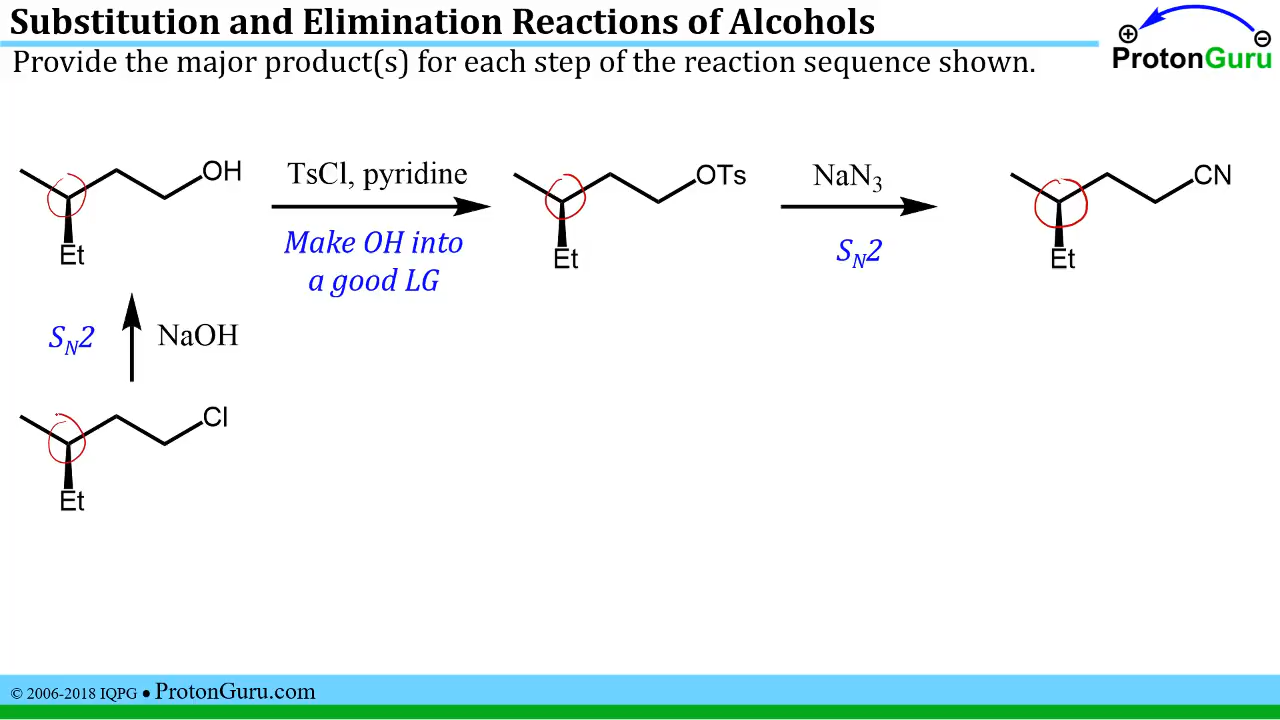 Substitution and Elimination Reactions of Alcohols
Provide the major product(s) for each step of the reaction sequence shown.
ProtonGuru
OH
Et
TsCl, pyridine
Make OH into
a good LG
OTs
Et
NaN3
SN2
CN
Et
SN2
NaOH
Cl
Et
© 2006-2018 IQPG ● ProtonGuru.com